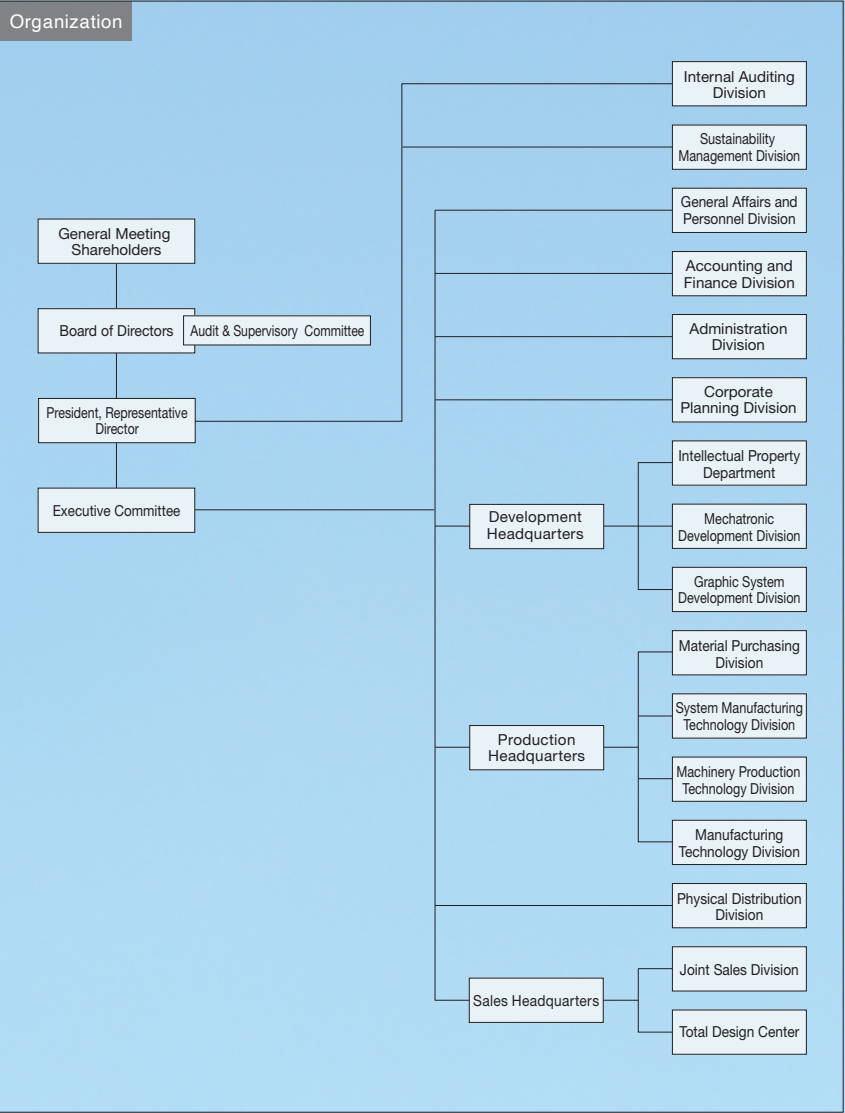 Organization
Internal Auditing
Division
Sustainability
Management Division
General Affairs and
Personnel Division
General Meeting
Shareholders
Accounting and
Finance Division
Board of Directors
Audit & Supervisory Committee
Administration
Division
President, Representative
Director
Corporate
Planning Division
Executive Committee
Intellectual Property
Department
Development
Headquarters
Mechatronic
Development Division
Graphic System
Development Division
Material Purchasing
Division
System Manufacturing
Technology Division
Production
Headquarters
Machinery Production
Technology Division
Manufacturing
Technology Division
Physical Distribution
Division
Sales Headquarters
Joint Sales Division
Total Design Center